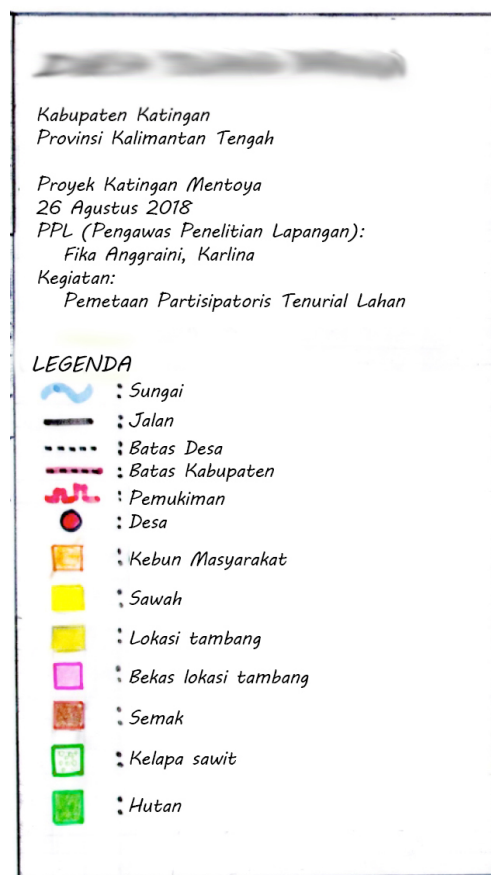 Kabupaten Katingan
Provinsi Kalimantan Tengah
Proyek Katingan Mentoya
26 Agustus 2018
PPL (Pengawas Penelitian Lapangan):
Fika Anggraini, Karlina
Kegiatan:
Pemetaan Partisipatoris Tenurial Lahan
LEGENDA
: Sungai
: Jalan
: Batas Desa
: Batas Kabupaten
: Pemukiman
: Desa
: Kebun Masyarakat
: Sawah
: Lokasi tambang
: Bekas lokasi tambang
: Semak
: Kelapa sawit
: Hutan